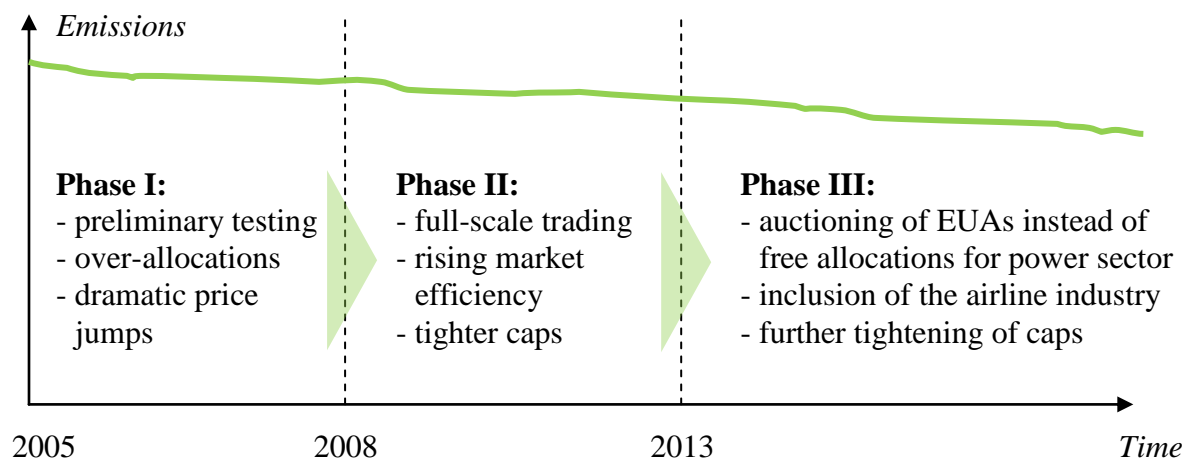 Emissions
Phase I:
- preliminary testing
- over-allocations
- dramatic price
jumps
Phase II:
- full-scale trading
- rising market
efficiency
- tighter caps
Phase III:
- auctioning of EUAs instead of
free allocations for power sector
- inclusion of the airline industry
- further tightening of caps
2005
2008
2013
Time